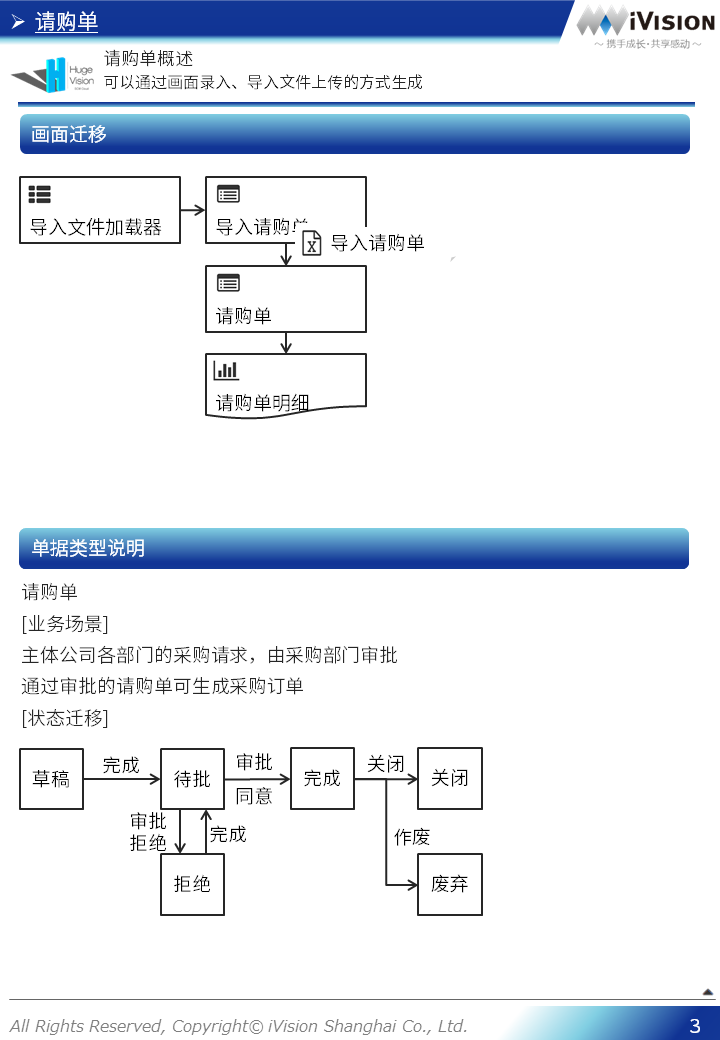 请购单
iVISION
～ 携手成长·共享感动 ～
Huge
Vision
请购单概述
可以通过画面录入、导入文件上传的方式生成
画面迁移
导入文件加载器
导入请购单
导入请购单
请购单
请购单明细
单据类型说明
请购单
[业务场景]
主体公司各部门的采购请求，由采购部门审批
通过审批的请购单可生成采购订单
[状态迁移]
草稿
完成
待批
审批
同意
完成
关闭
关闭
审批
拒绝
完成
作废
拒绝
废弃
All Rights Reserved, Copyright© iVision Shanghai Co., Ltd.
3